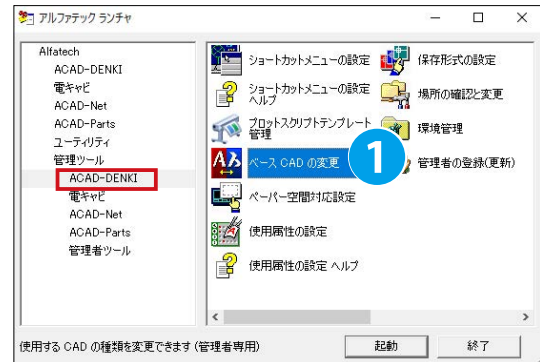 アルファテック ランチャ
Alfatech
ACAD-DENKI
電キャビ
ACAD-Net
ACAD-Parts
ユーティリティ
管理ツール
ACAD-DENKI
電キャビ
ACAD-Net
ACAD-Parts
管理者ツール
ショートカットメニューの設定
保存形式の設定
ショートカットメニューの設定
ヘルプ
場所の確認と変更
プロットスクリプトテンプレート
管理
環境管理
ベース CAD の変更
1
管理者の登録(更新)
ペーパー空間対応設定
使用属性の設定
使用属性の設定 ヘルプ
使用する CAD の種類を変更できます (管理者専用)
起動
終了